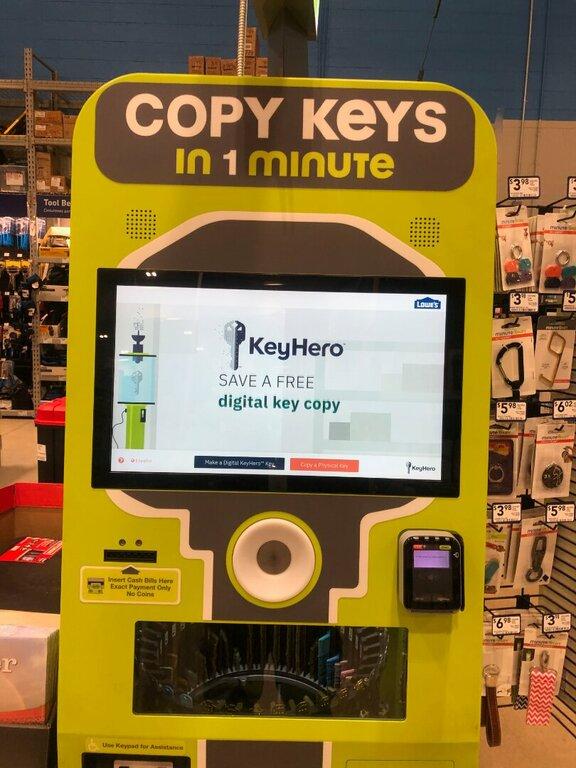 COPY KEYS
IN 1 MINUTE
Tool Be
LOWE'S
KeyHero
SAVE A FREE
digital key copy
Make a Digital KeyHero™ Key
Copy a Physical Key
KeyHero
Insert Cash Bills Here
Exact Payment Only
No Coins
Use Keypad for Assistance
$3.98
$5.98
$6.02
$3.98
$5.98
$6.98